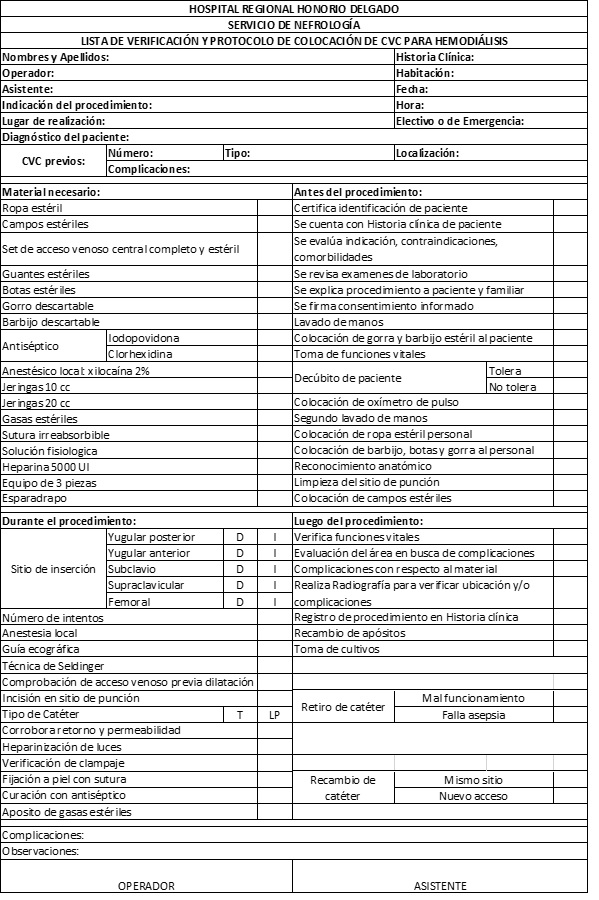 HOSPITAL REGIONAL HONORIO DELGADO
SERVICIO DE NEFROLOGÍA
LISTA DE VERIFICACIÓN Y PROTOCOLO DE COLOCACIÓN DE CVC PARA HEMODIÁLISIS
Nombres y Apellidos: Historia Clínica:
Operador: Habitación:
Asistente: Fecha:
Indicación del procedimiento: Hora:
Lugar de realización: Electivo o de Emergencia:
Diagnóstico del paciente:
CVC previos: Número: Tipo: Localización:
Complicaciones:
Material necesario:
Ropa estéril
Campos estériles
Set de acceso venoso central completo y estéril
Guantes estériles
Botas estériles
Gorro descartable
Barbijo descartable
Antiséptico
Iodopovidona
Clorhexidina
Anestésico local: xilocaína 2%
Jeringas 10 cc
Jeringas 20 cc
Gasas estériles
Sutura irreabsorbible
Solución fisiologica
Heparina 5000 UI
Equipo de 3 piezas
Esparadrapo
Antes del procedimiento:
Certifica identificación de paciente
Se cuenta con Historia clínica de paciente
Se evalúa indicación, contraindicaciones,
comorbilidades
Se revisa examenes de laboratorio
Se explica procedimiento a paciente y familiar
Se firma consentimiento informado
Lavado de manos
Colocación de gorra y barbijo estéril al paciente
Toma de funciones vitales
Decúbito de paciente
Tolera
No tolera
Colocación de oxímetro de pulso
Segundo lavado de manos
Colocación de ropa estéril personal
Colocación de barbijo, botas y gorra al personal
Reconocimiento anatómico
Limpieza del sitio de punción
Colocación de campos estériles
Durante el procedimiento:
Sitio de inserción
Yugular posterior D I
Yugular anterior D I
Subclavio D I
Supraclavicular D I
Femoral D I
Número de intentos
Anestesia local
Guía ecográfica
Técnica de Seldinger
Comprobación de acceso venoso previa dilatación
Incisión en sitio de punción
Tipo de Catéter T LP
Corrobora retorno y permeabilidad
Heparinización de luces
Verificación de clampaje
Fijación a piel con sutura
Curación con antiséptico
Aposito de gasas estériles
Luego del procedimiento:
Verifica funciones vitales
Evaluación del área en busca de complicaciones
Complicaciones con respecto al material
Realiza Radiografía para verificar ubicación y/o
complicaciones
Registro de procedimiento en Historia clínica
Recambio de apósitos
Toma de cultivos
Retiro de catéter
Mal funcionamiento
Falla asepsia
Recambio de
catéter
Mismo sitio
Nuevo acceso
Complicaciones:
Observaciones:
OPERADOR ASISTENTE